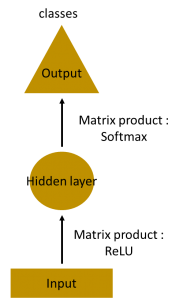 classes
Output
Matrix product :
Softmax
Hidden layer
Matrix product :
ReLU
Input